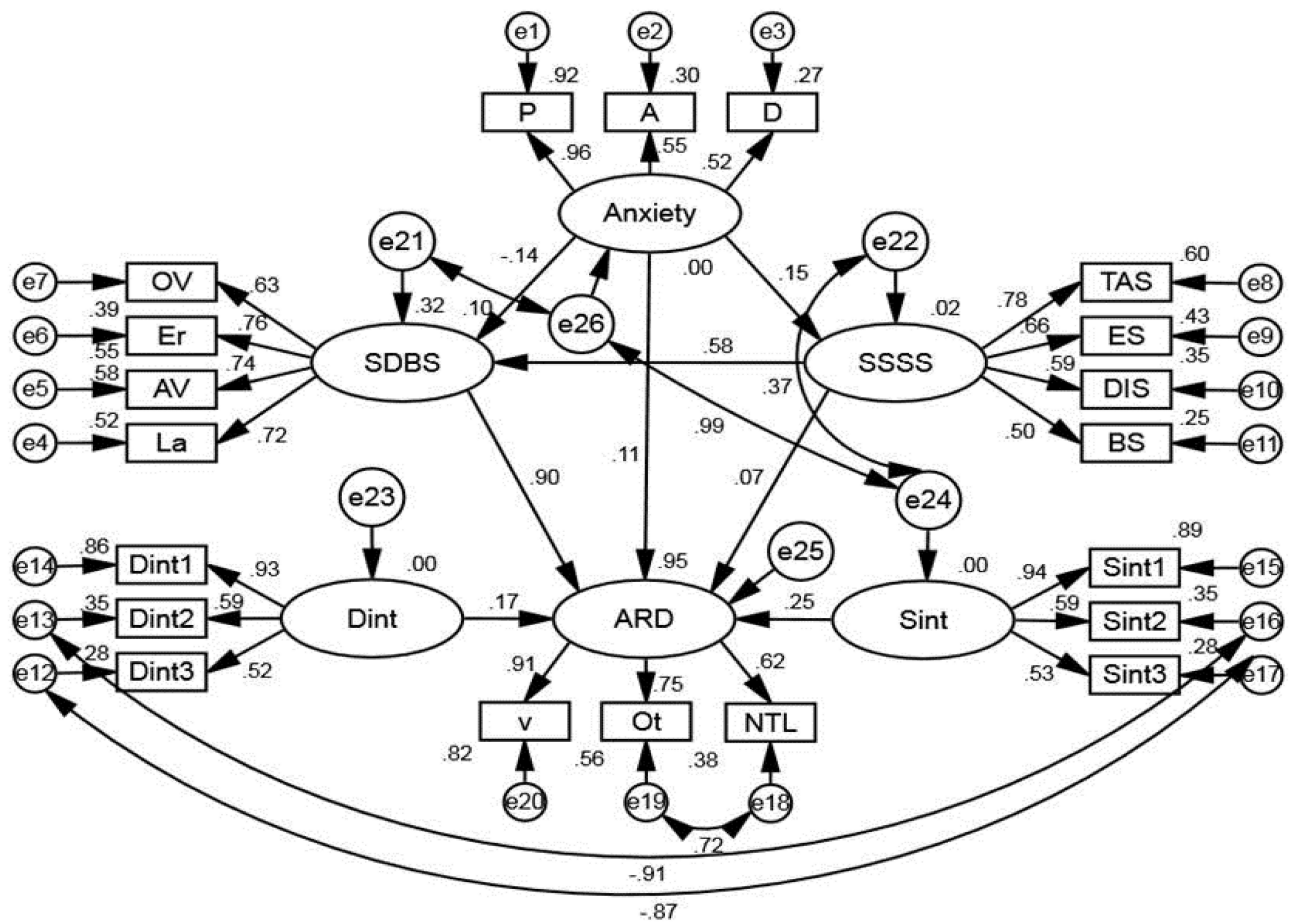 e1 e2 e3
.92 .30 .27
P A D
.96 .55 .52
Anxiety
e21 e22
-.14 .00 .15
e7 OV .63 .60 TAS e8
.39 .32 .10 e26 .02 .78
e6 Er .76 .66 ES .43 e9
.55 SDBS .58 SSSS .35
e5 .58 AV .74 .59 DIS e10
.37
e4 .52 La .72 .99 .50 BS .25 e11
.90 .11 .07
e23 e24
e25
.86 .89
e14 Dint1 .93 .00 .95 .00 .94 Sint1 e15
e13 .35 Dint2 .59 Dint .17 ARD .25 Sint .59 Sint2 .35 e16
e12 .28 Dint3 .52 .53 Sint3 .28 e17
.91 .75 .62
v Ot NTL
.82 .56 .38
e20 e19 e18
.72
-.91
-.87